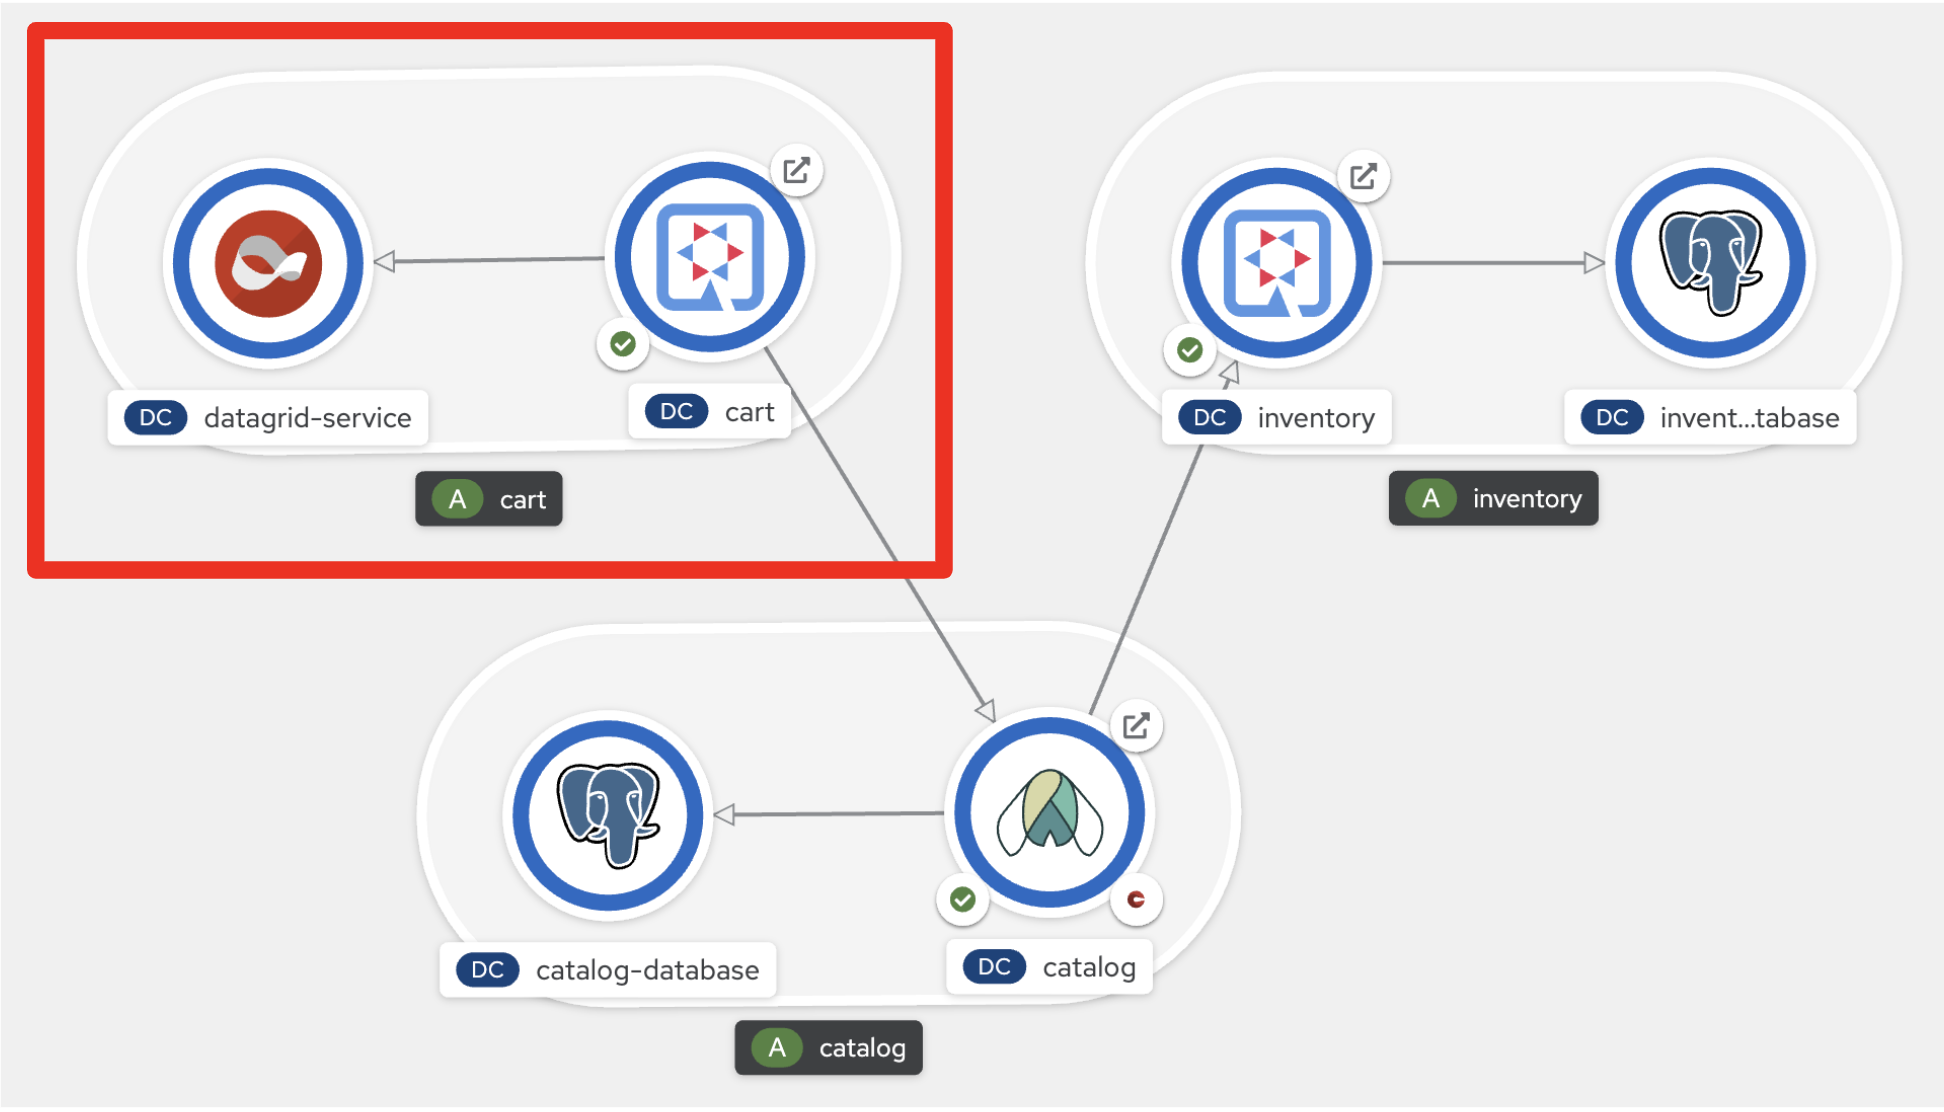 DC datagrid-service
DC cart
A cart
DC inventory
DC invent...tabase
A inventory
DC catalog-database
DC catalog
A catalog